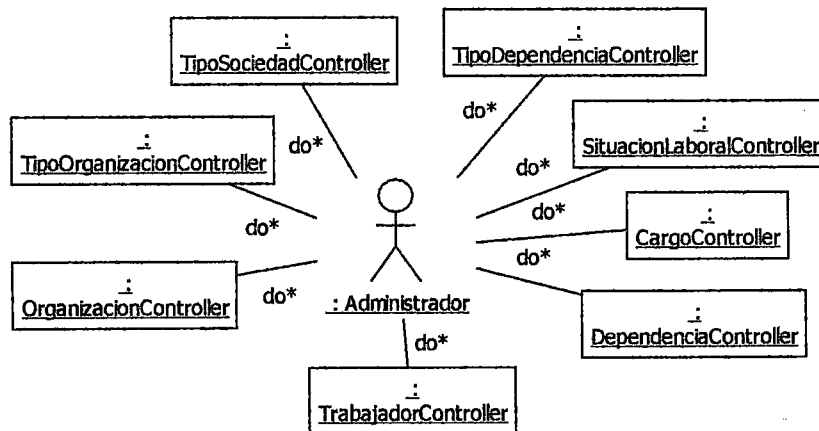 :
TipoSociedadController
:
TipoDependenciaController
do*
do*
:
TipoOrganizacionController
:
SituacionLaboralController
do*
do*
do*
:
CargoController
do*
:
OrganizacionController
do*
: Administrador
:
DependenciaController
do*
:
TrabajadorController